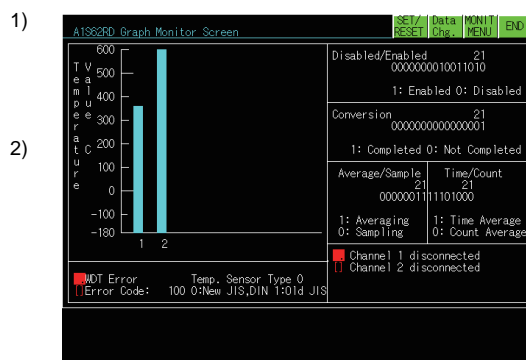 1)
A1S62RD Graph Monitor Screen
SET/ RESET
Data Chg.
MONIT MENU
END
2)
Temperature
Value
C
600
500
400
300
200
100
0
-100
-180
1 2
Disabled/Enabled 21
0000000010011010
1: Enabled 0: Disabled
Conversion 21
0000000000000001
1: Completed 0: Not Completed
Average/Sample Time/Count
21 21
0000001111101000
1: Averaging 1: Time Average
0: Sampling 0: Count Average
Channel 1 disconnected
Channel 2 disconnected
WDT Error Temp. Sensor Type 0
Error Code: 100 0:New JIS,DIN 1:Old JIS